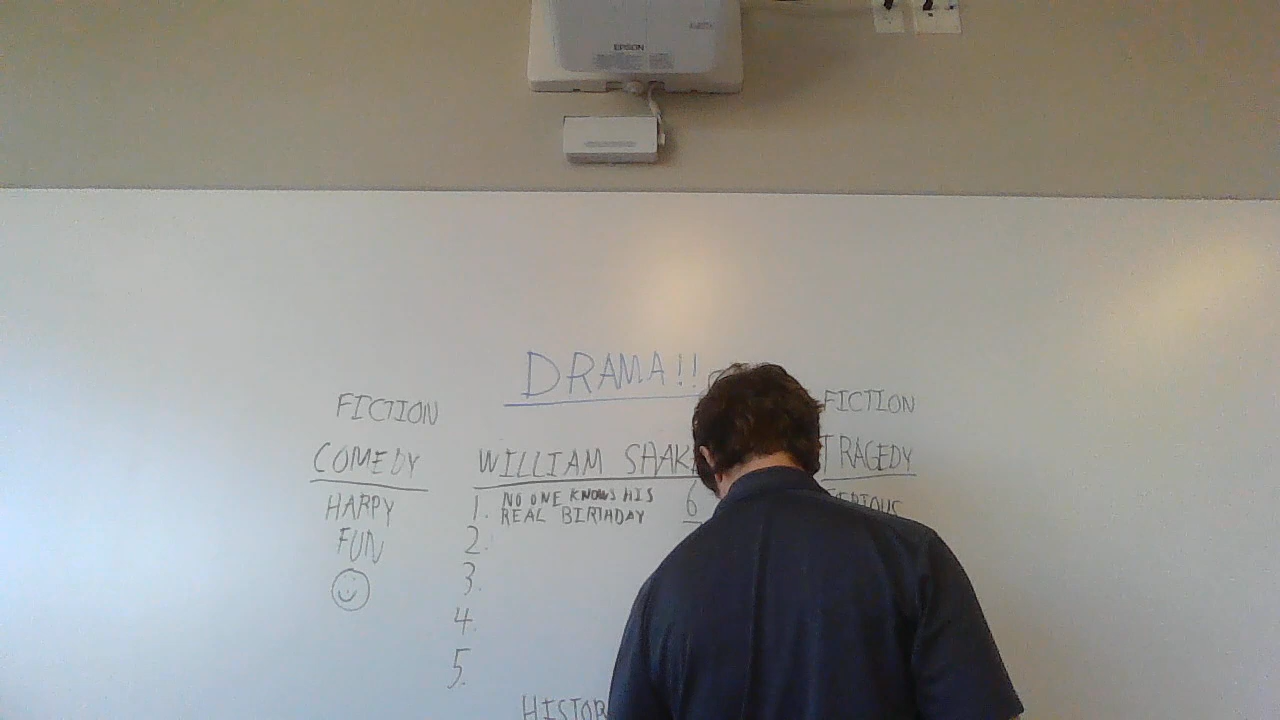 EPSON
DRAMA!!
FICTION
FICTION
COMEDY
WILLIAM SHAK
TRAGEDY
HAPPY
1. NO ONE KNOWS HIS
REAL BIRTHDAY
6
FUN
2.
3.
4.
5.
HISTOR